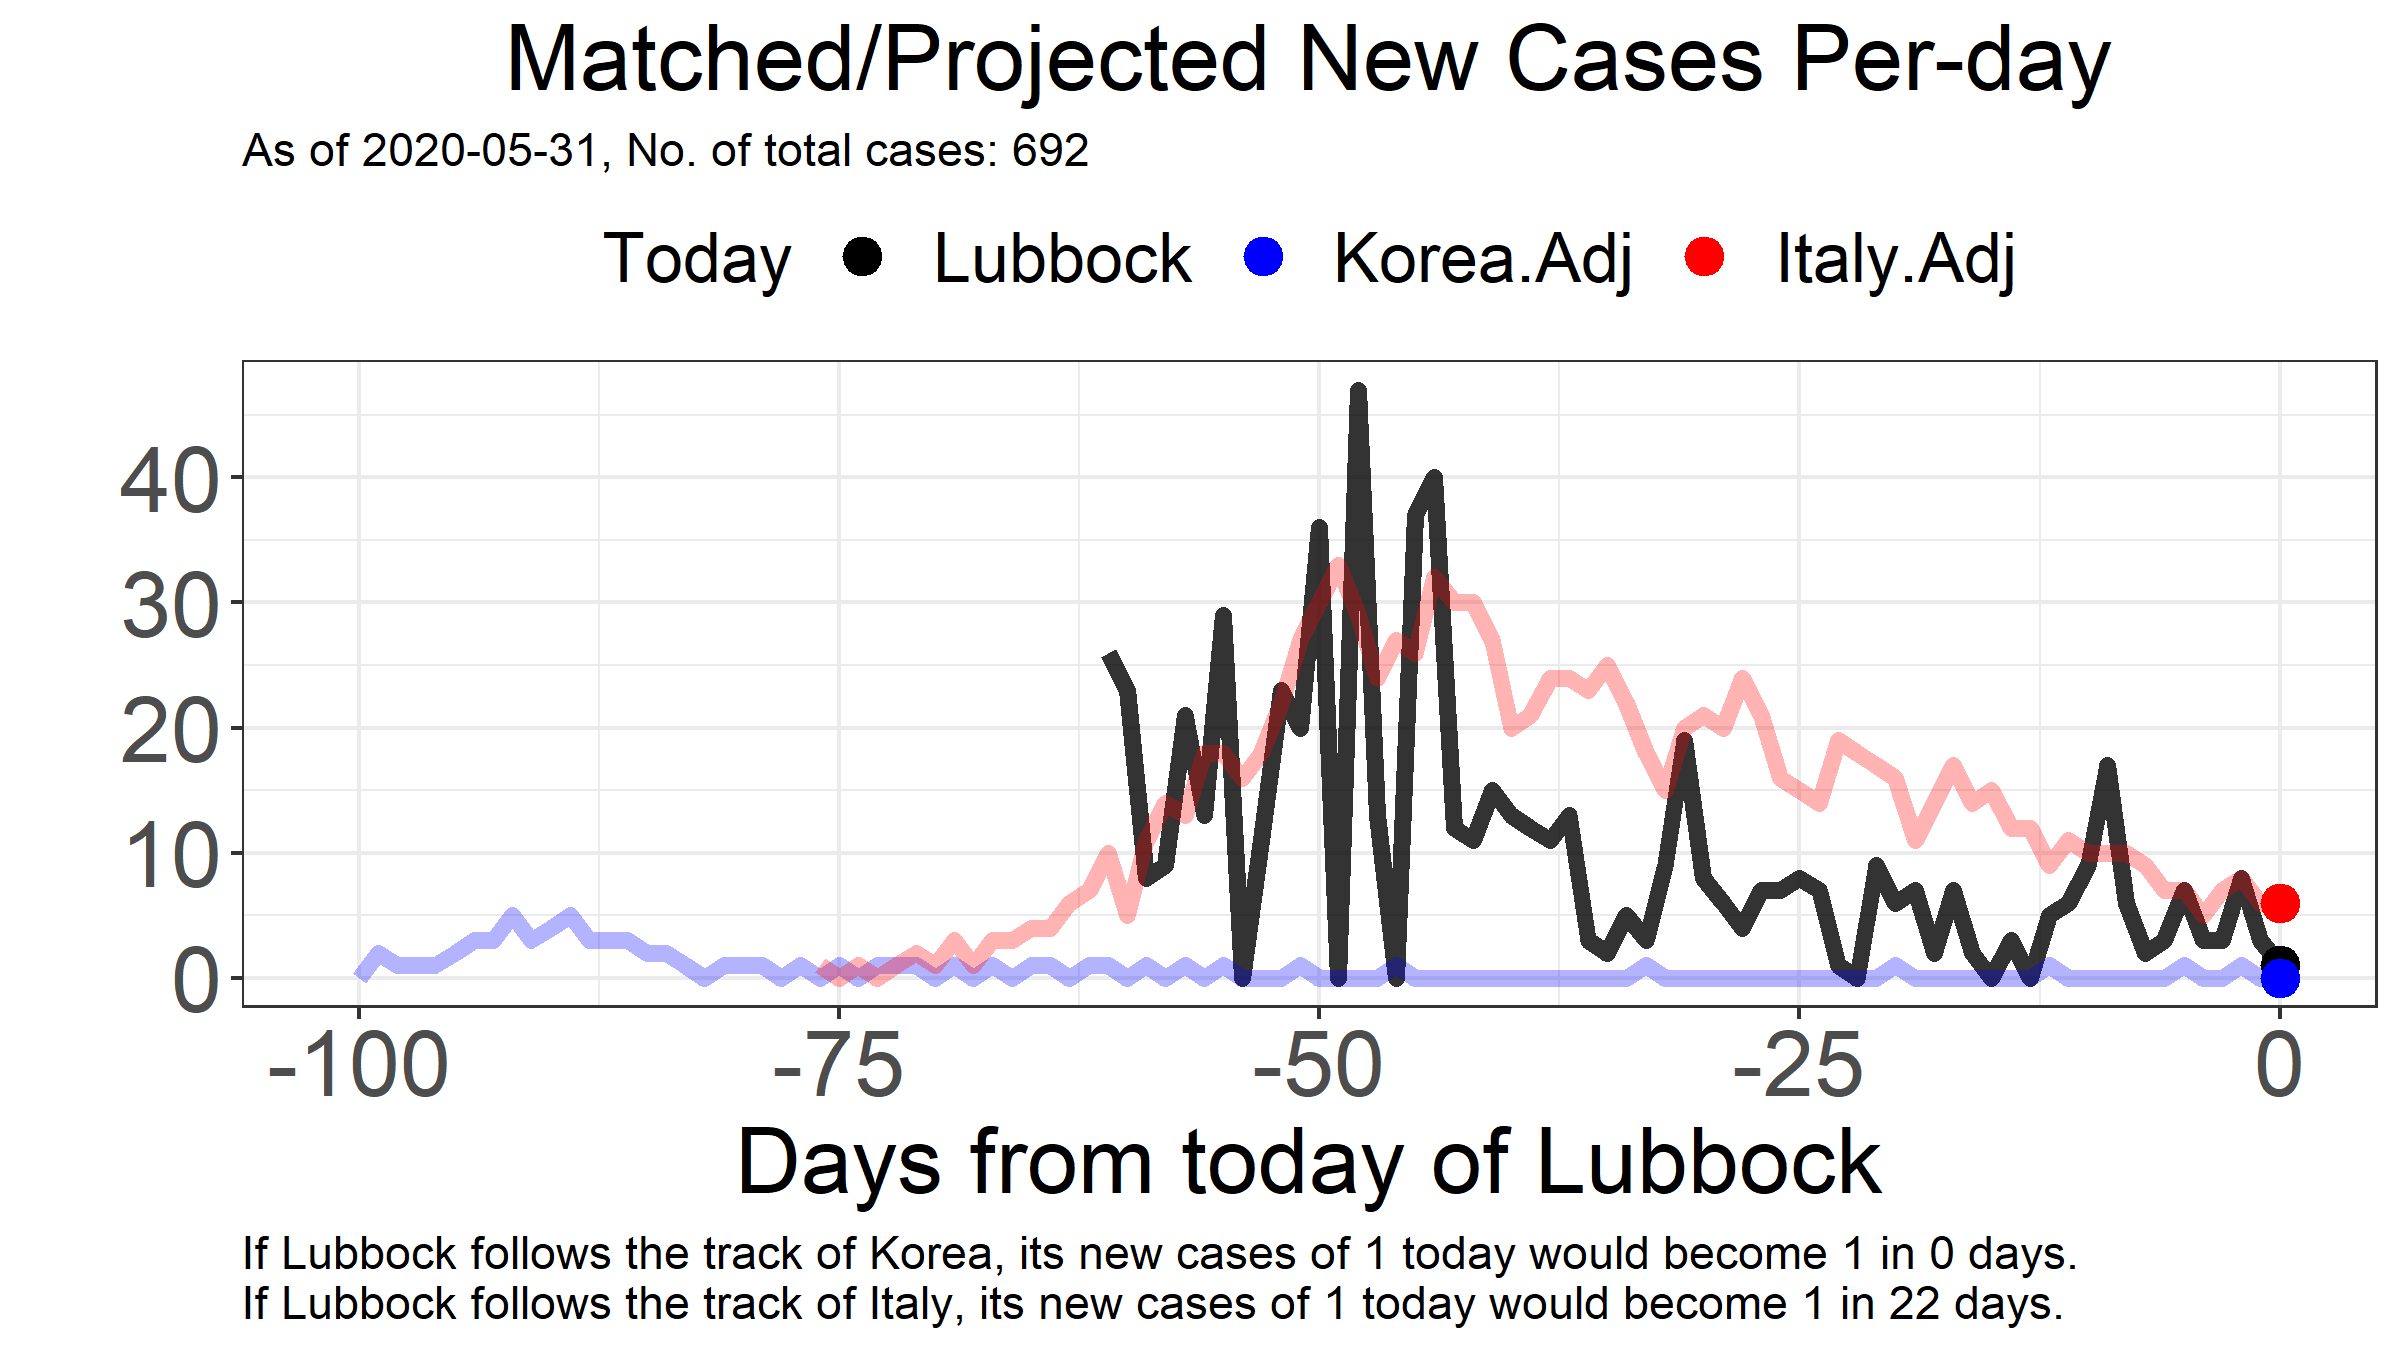 Matched/Projected New Cases Per-day
As of 2020-05-31, No. of total cases: 692
Today Lubbock Korea.Adj Italy.Adj
40
30
20
10
0
-100 -75 -50 -25 0
Days from today of Lubbock
If Lubbock follows the track of Korea, its new cases of 1 today would become 1 in 0 days.
If Lubbock follows the track of Italy, its new cases of 1 today would become 1 in 22 days.